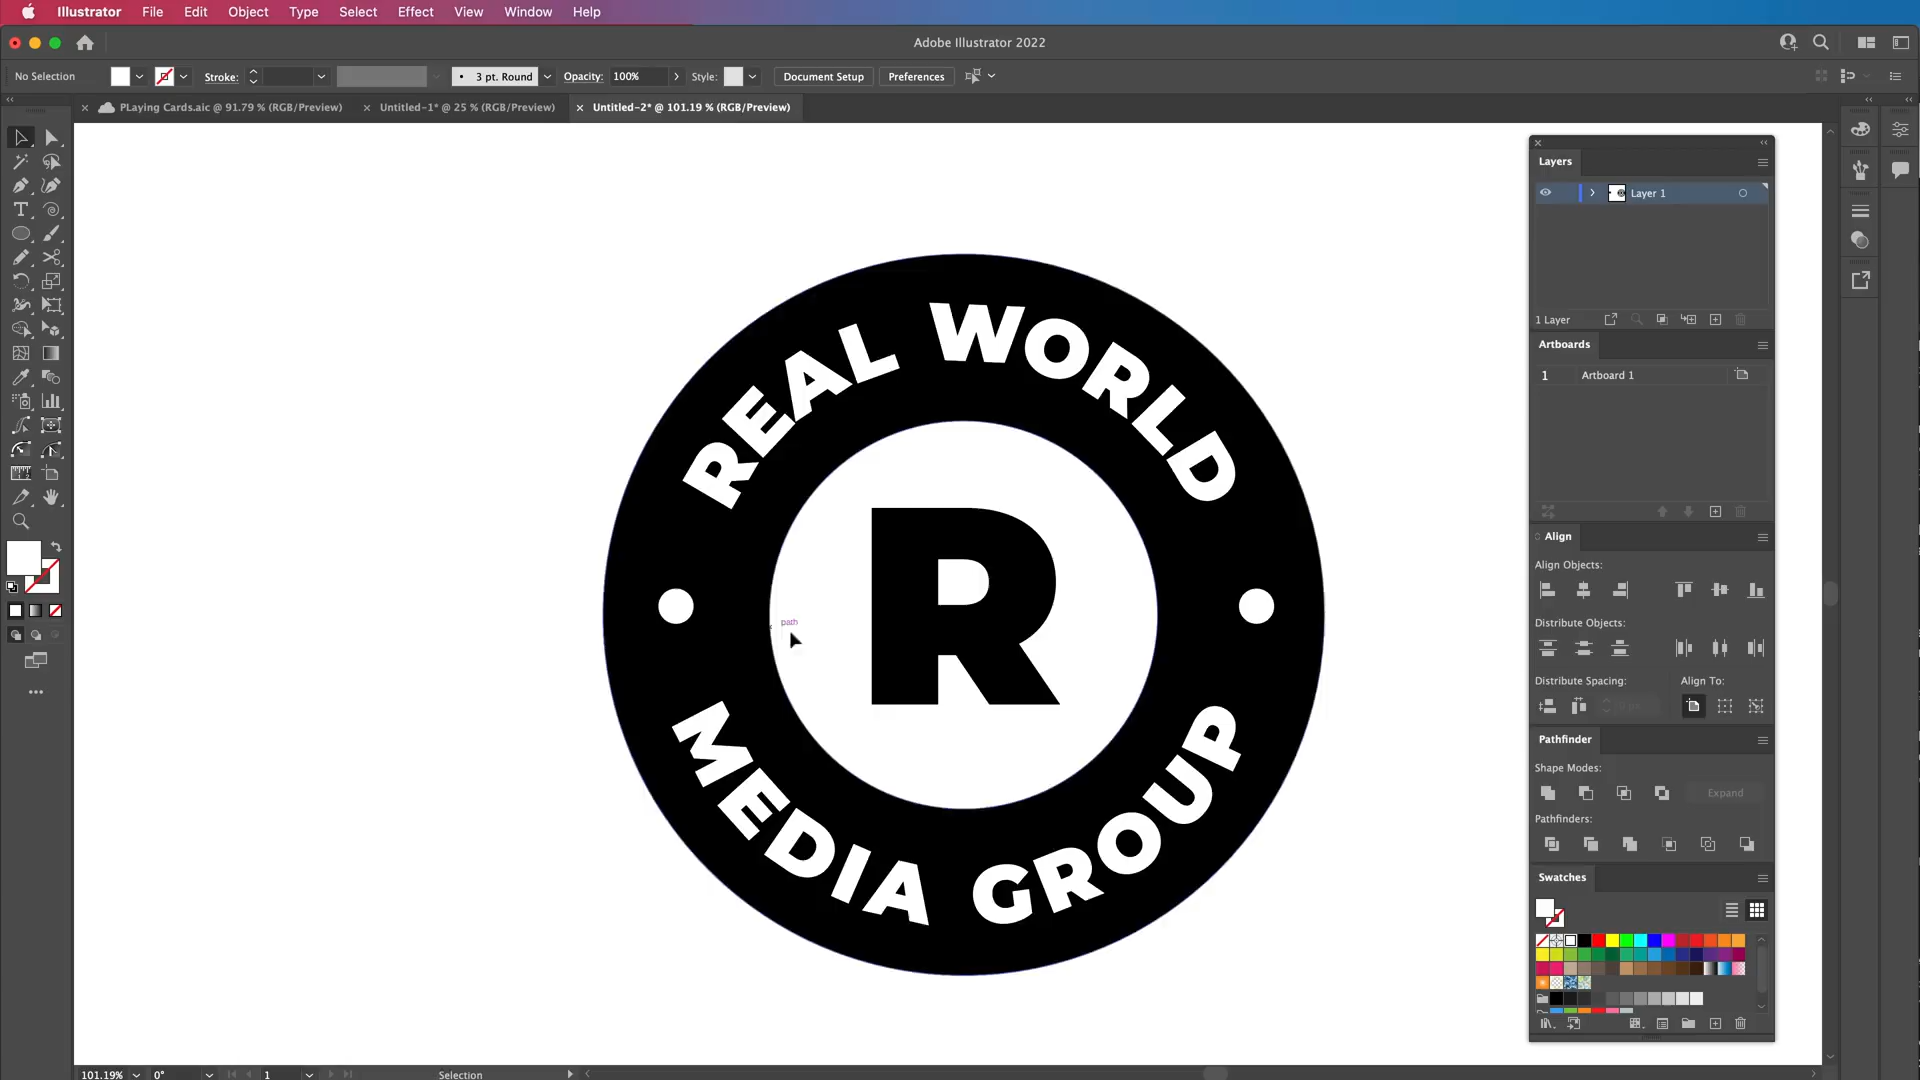 Illustrator File Edit Object Type Select Effect View Window Help
Adobe Illustrator 2022
No Selection Stroke: 3 pt. Round Opacity: 100% Style: Document Setup Preferences
PLaying Cards.aic @ 91.79 % (RGB/Preview) Untitled-1* @ 25 % (RGB/Preview) Untitled-2* @ 101.19 % (RGB/Preview)
REAL WORLD
R
path
MEDIA GROUP
Layers
Layer 1
1 Layer
Artboards
1 Artboard 1
Align
Align Objects:
Distribute Objects:
Distribute Spacing: Align To:
Pathfinder
Shape Modes:
Expand
Pathfinders:
Swatches
101.19% 0° 1 Selection